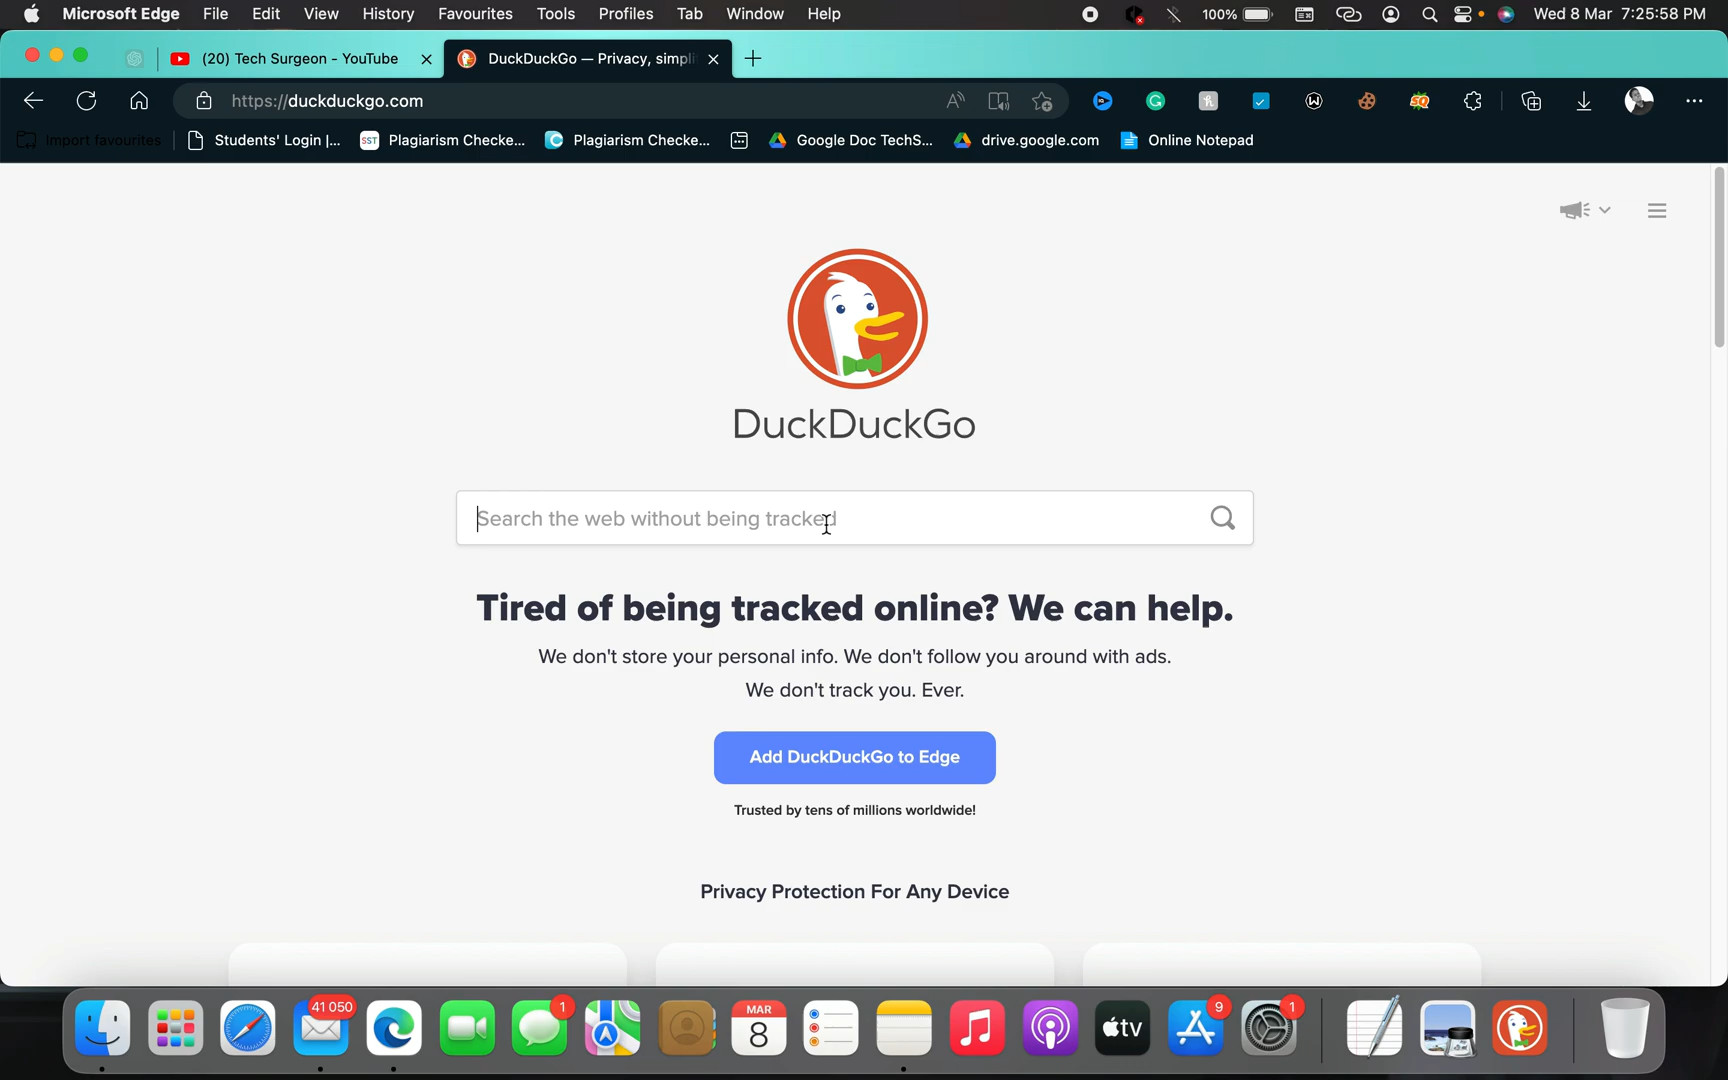 Microsoft Edge File Edit View History Favourites Tools Profiles Tab Window Help 100% Wed 8 Mar 7:25:58 PM
(20) Tech Surgeon - YouTube DuckDuckGo — Privacy, simpli
https://duckduckgo.com
Import favourites Students' Login |... SST Plagiarism Checke... Plagiarism Checke... Google Doc TechS... drive.google.com Online Notepad
DuckDuckGo
Search the web without being tracked
Tired of being tracked online? We can help.
We don't store your personal info. We don't follow you around with ads.
We don't track you. Ever.
Add DuckDuckGo to Edge
Trusted by tens of millions worldwide!
Privacy Protection For Any Device
41 050 1 MAR 8 tv 9 1